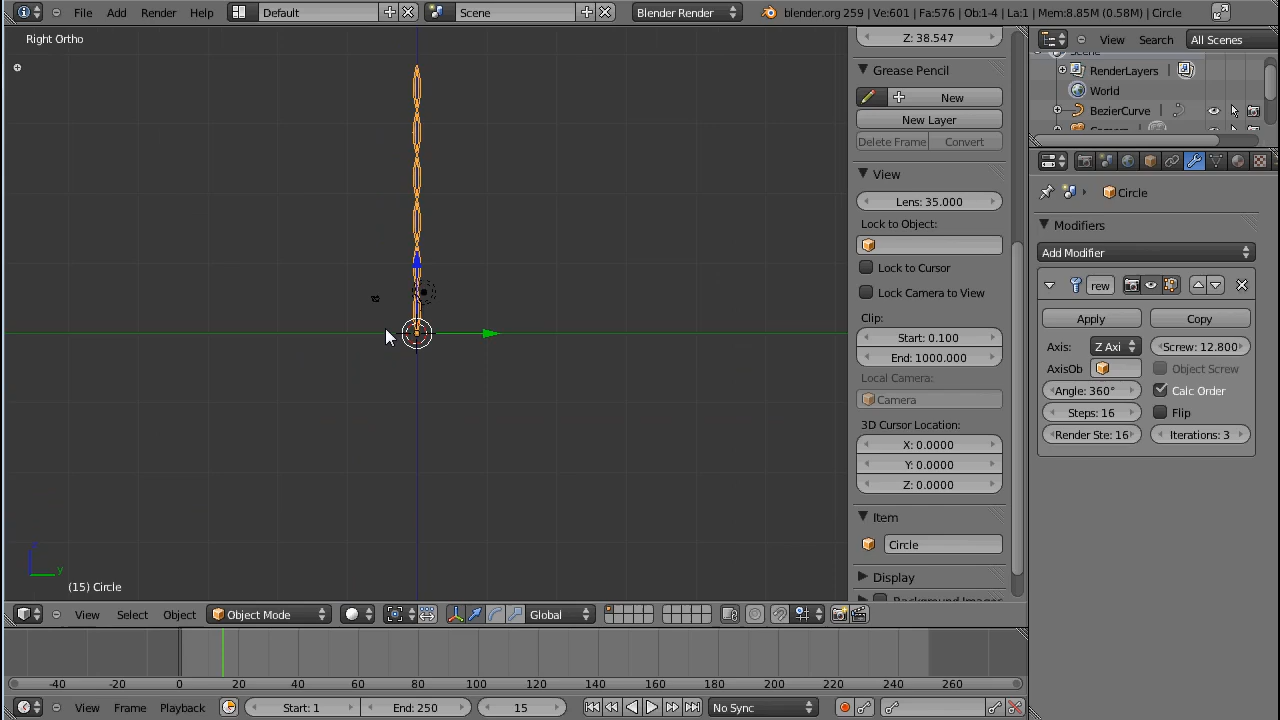 File Add Render Help Default Scene Blender Render blender.org 259 | Ve:601 | Fa:576 | Ob:1-4 | La:1 | Mem:8.85M (0.58M) | Circle
Right Ortho
(15) Circle
View Select Object Object Mode Global
Z: 38.547
Grease Pencil
New
New Layer
Delete Frame Convert
View
Lens: 35.000
Lock to Object:
Lock to Cursor
Lock Camera to View
Clip:
Start: 0.100
End: 1000.000
Local Camera:
Camera
3D Cursor Location:
X: 0.0000
Y: 0.0000
Z: 0.0000
Item
Circle
Display
View Search All Scenes
RenderLayers
World
BezierCurve
Circle
Modifiers
Add Modifier
rew
Apply Copy
Axis: Z Axi Screw: 12.800
AxisOb Object Screw
Angle: 360° Calc Order
Steps: 16 Flip
Render Ste: 16 Iterations: 3
-40 -20 0 20 40 60 80 100 120 140 160 180 200 220 240 260
View Frame Playback Start: 1 End: 250 15 No Sync